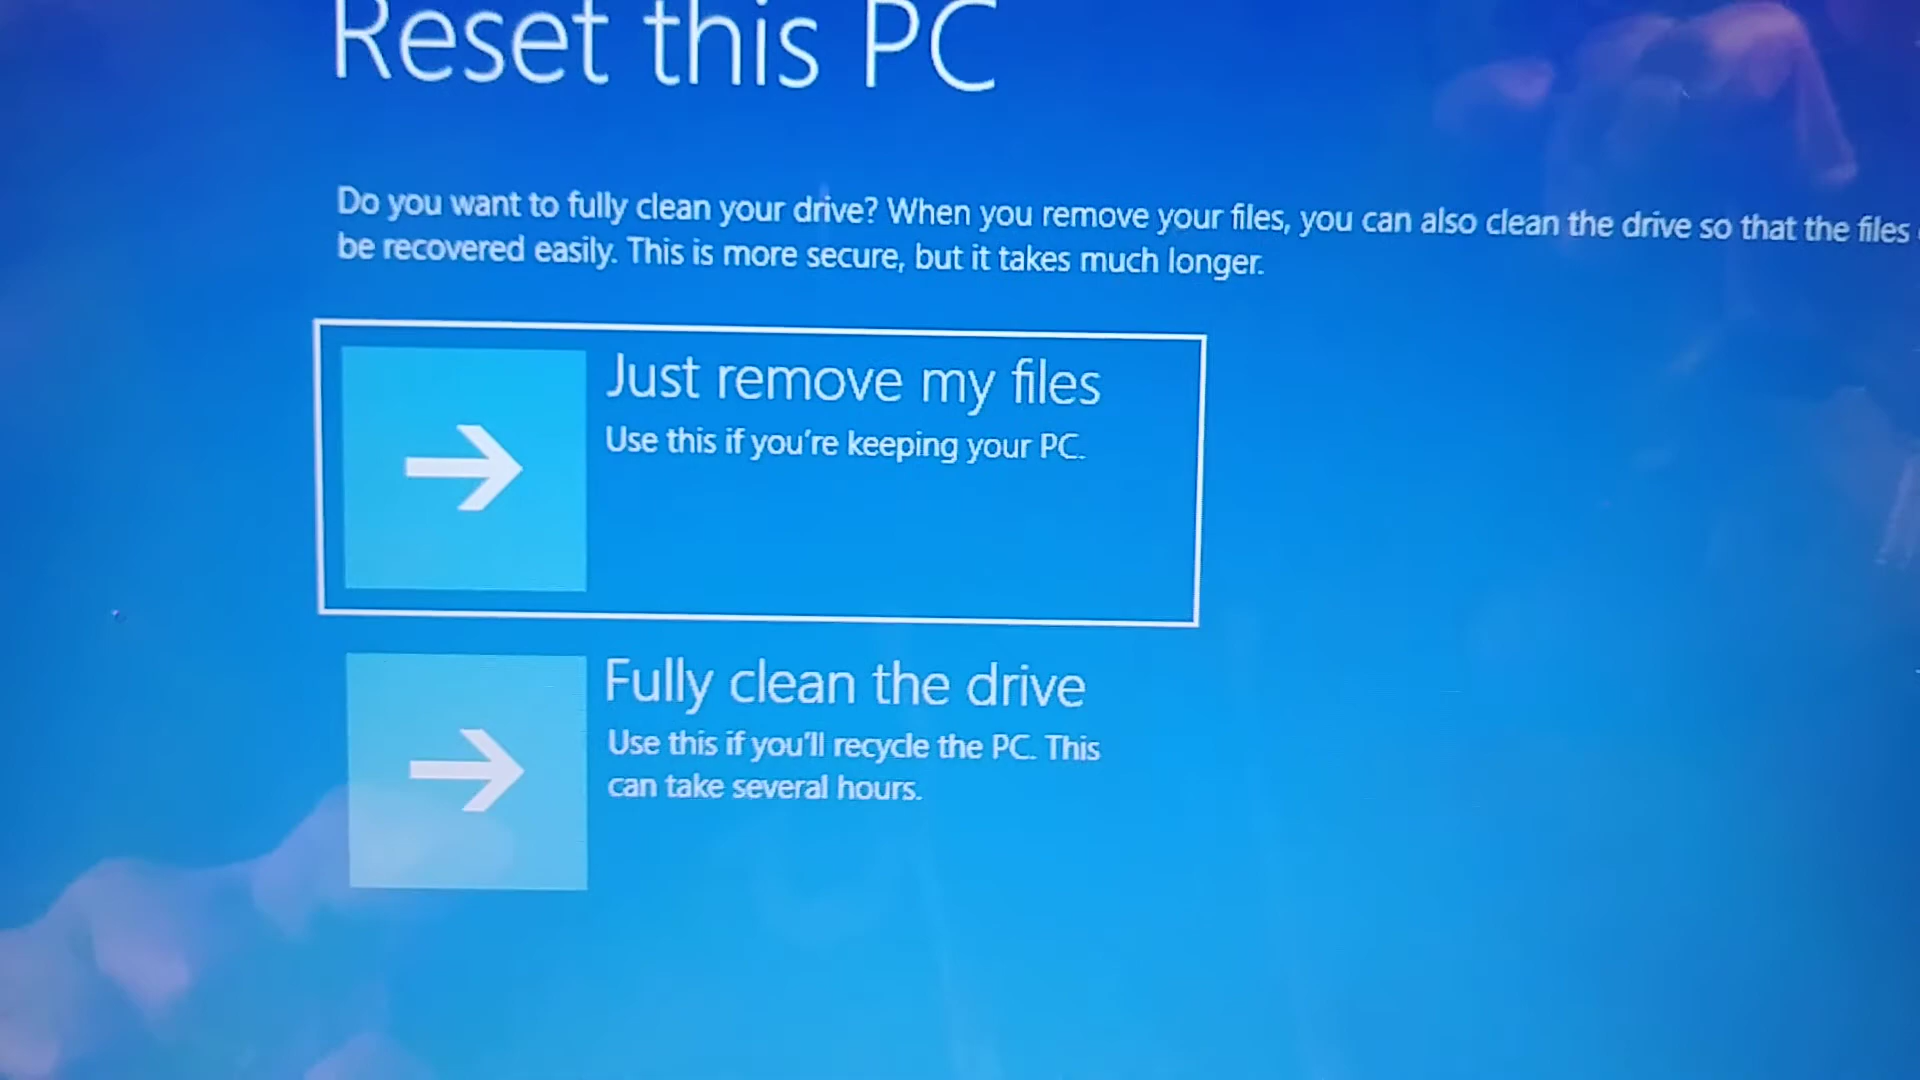 Reset this PC
Do you want to fully clean your drive? When you remove your files, you can also clean the drive so that the files
be recovered easily. This is more secure, but it takes much longer.
Just remove my files
Use this if you're keeping your PC.
Fully clean the drive
Use this if you'll recycle the PC. This
can take several hours.